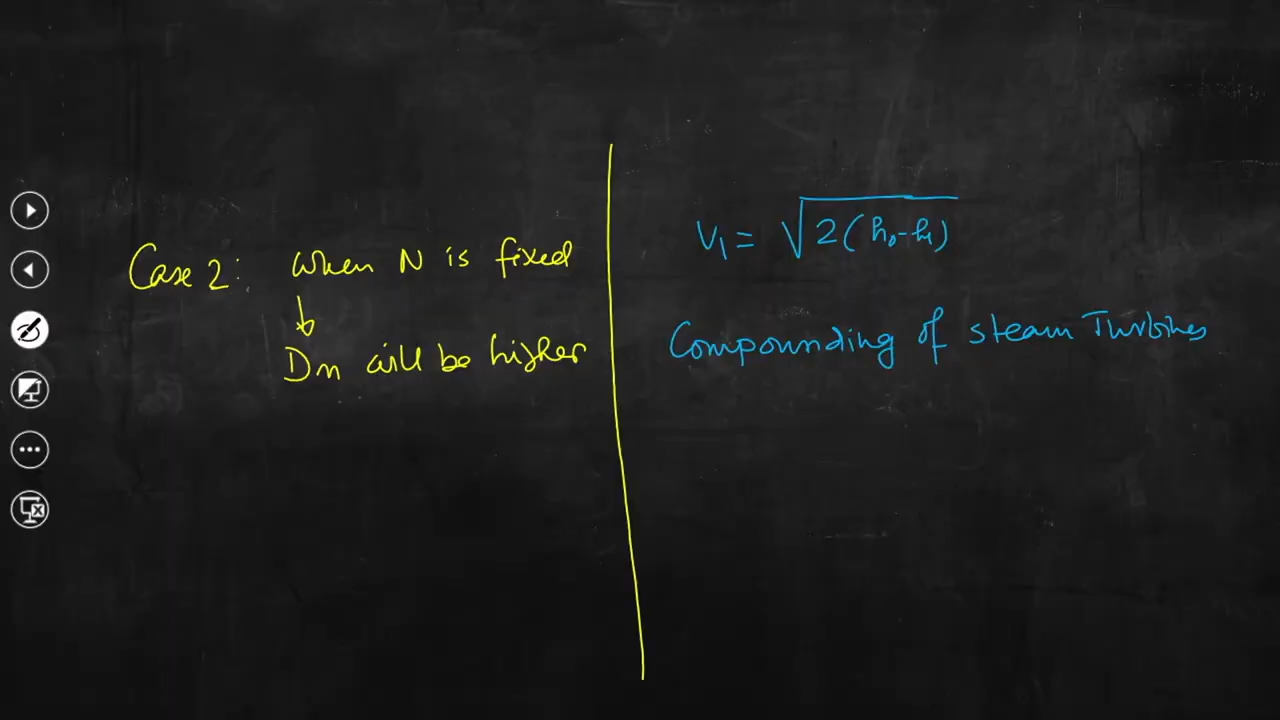 Case 2: when N is fixed
↓
Dm will be higher
V₁ = √2(h₀-h₁)
Compounding of steam Turbines